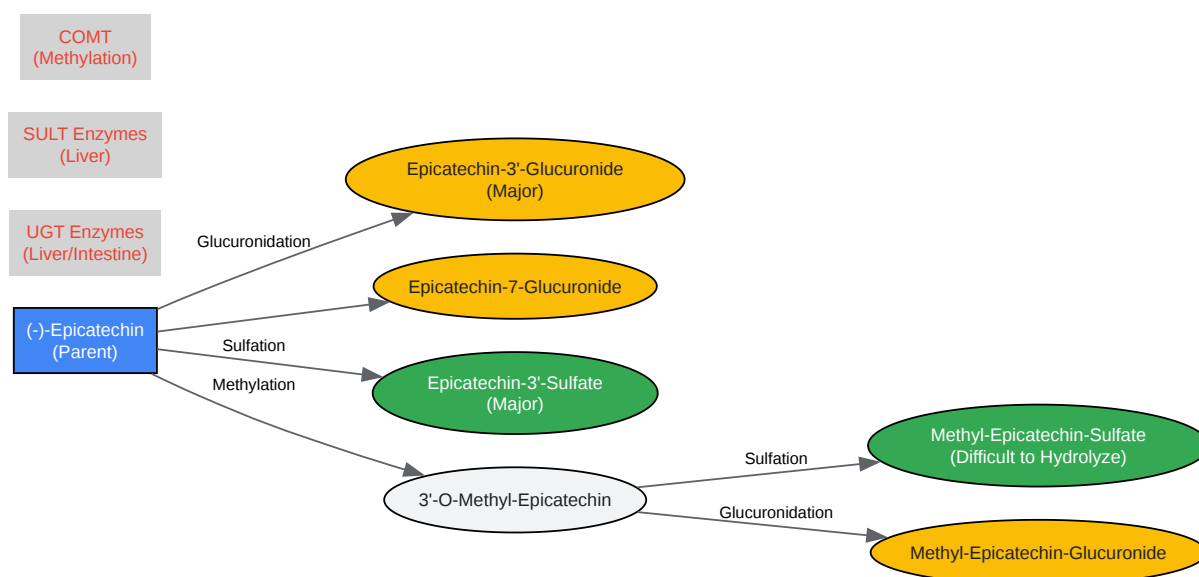 COMT
(Methylation)
SULT Enzymes
(Liver)
UGT Enzymes
(Liver/Intestine)
(-)-Epicatechin
(Parent)
Glucuronidation
Sulfation
Methylation
Epicatechin-3'-Glucuronide
(Major)
Epicatechin-7-Glucuronide
Epicatechin-3'-Sulfate
(Major)
3'-O-Methyl-Epicatechin
Sulfation
Glucuronidation
Methyl-Epicatechin-Sulfate
(Difficult to Hydrolyze)
Methyl-Epicatechin-Glucuronide